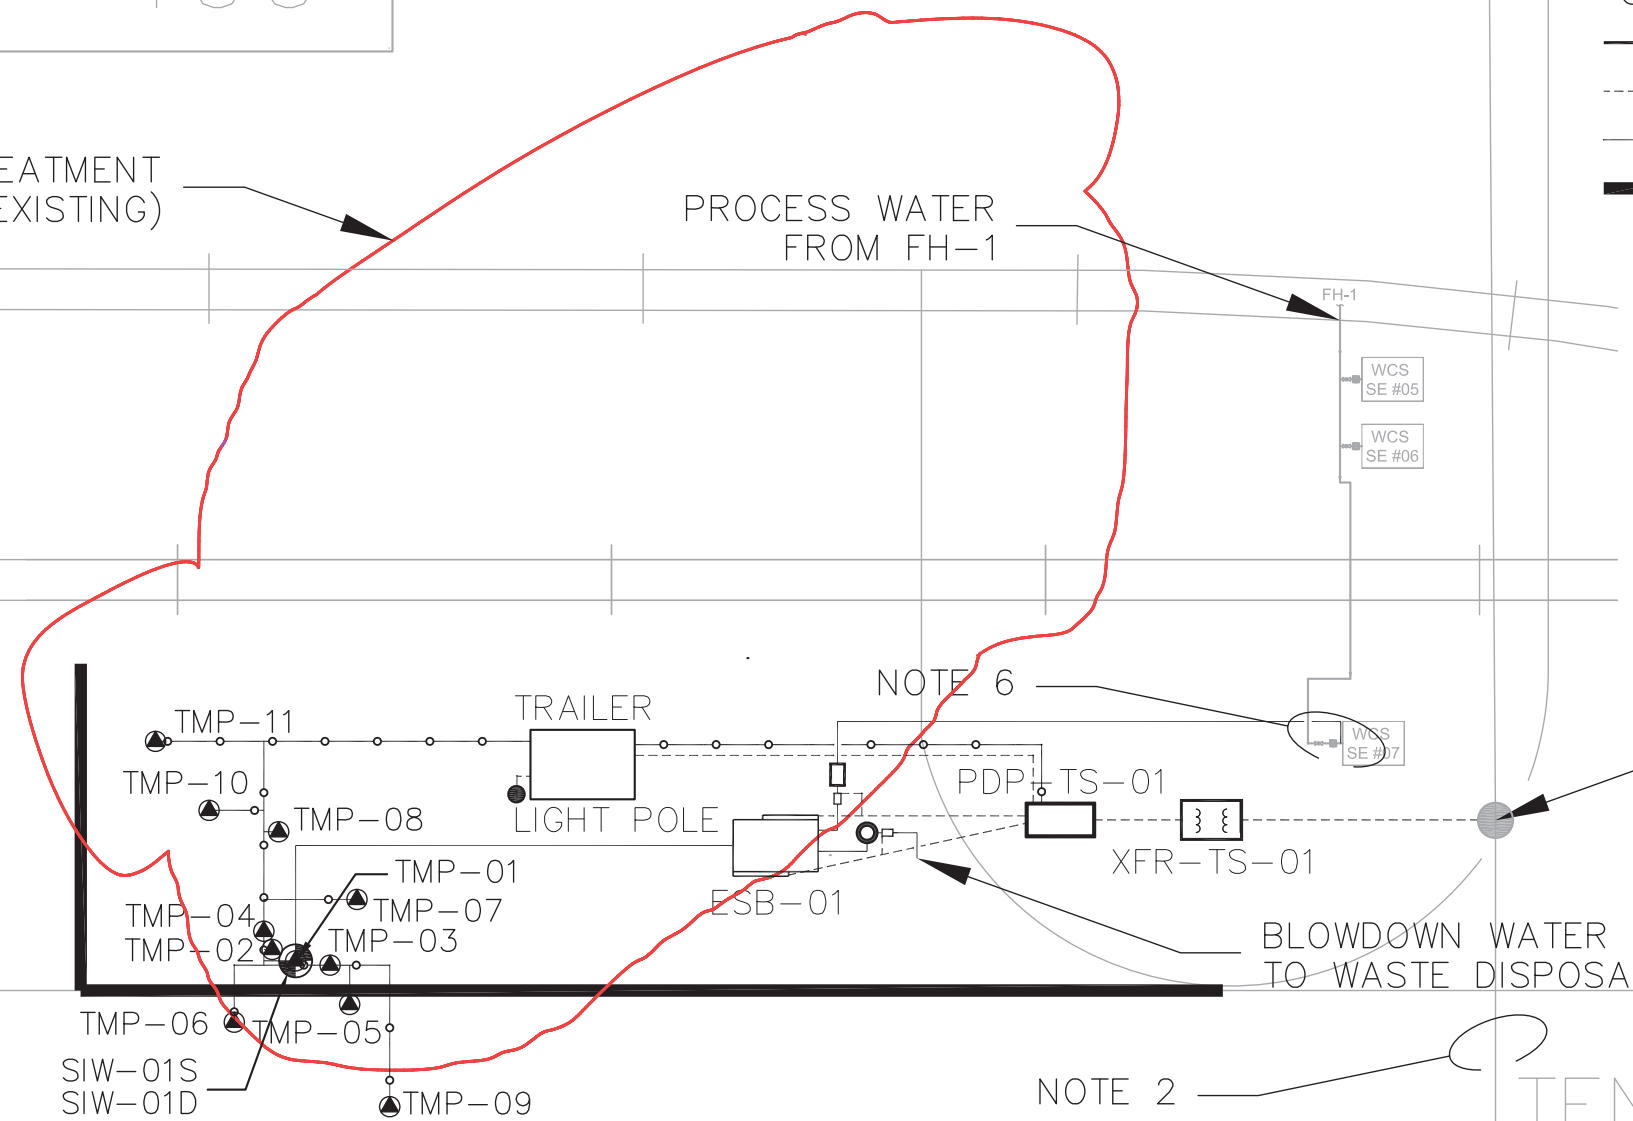 EATMENT
EXISTING)
PROCESS WATER
FROM FH-1
FH-1
WCS
SE #05
WCS
SE #06
NOTE 6
TRAILER
TMP-11
WCS
SE #07
TMP-10
PDP-TS-01
TMP-08
LIGHT POLE
XFR-TS-01
TMP-01
ESB-01
TMP-07
TMP-04
TMP-03
TMP-02
BLOWDOWN WATER
TO WASTE DISPOSA
TMP-06
TMP-05
SIW-01S
SIW-01D
NOTE 2
TMP-09
TEN